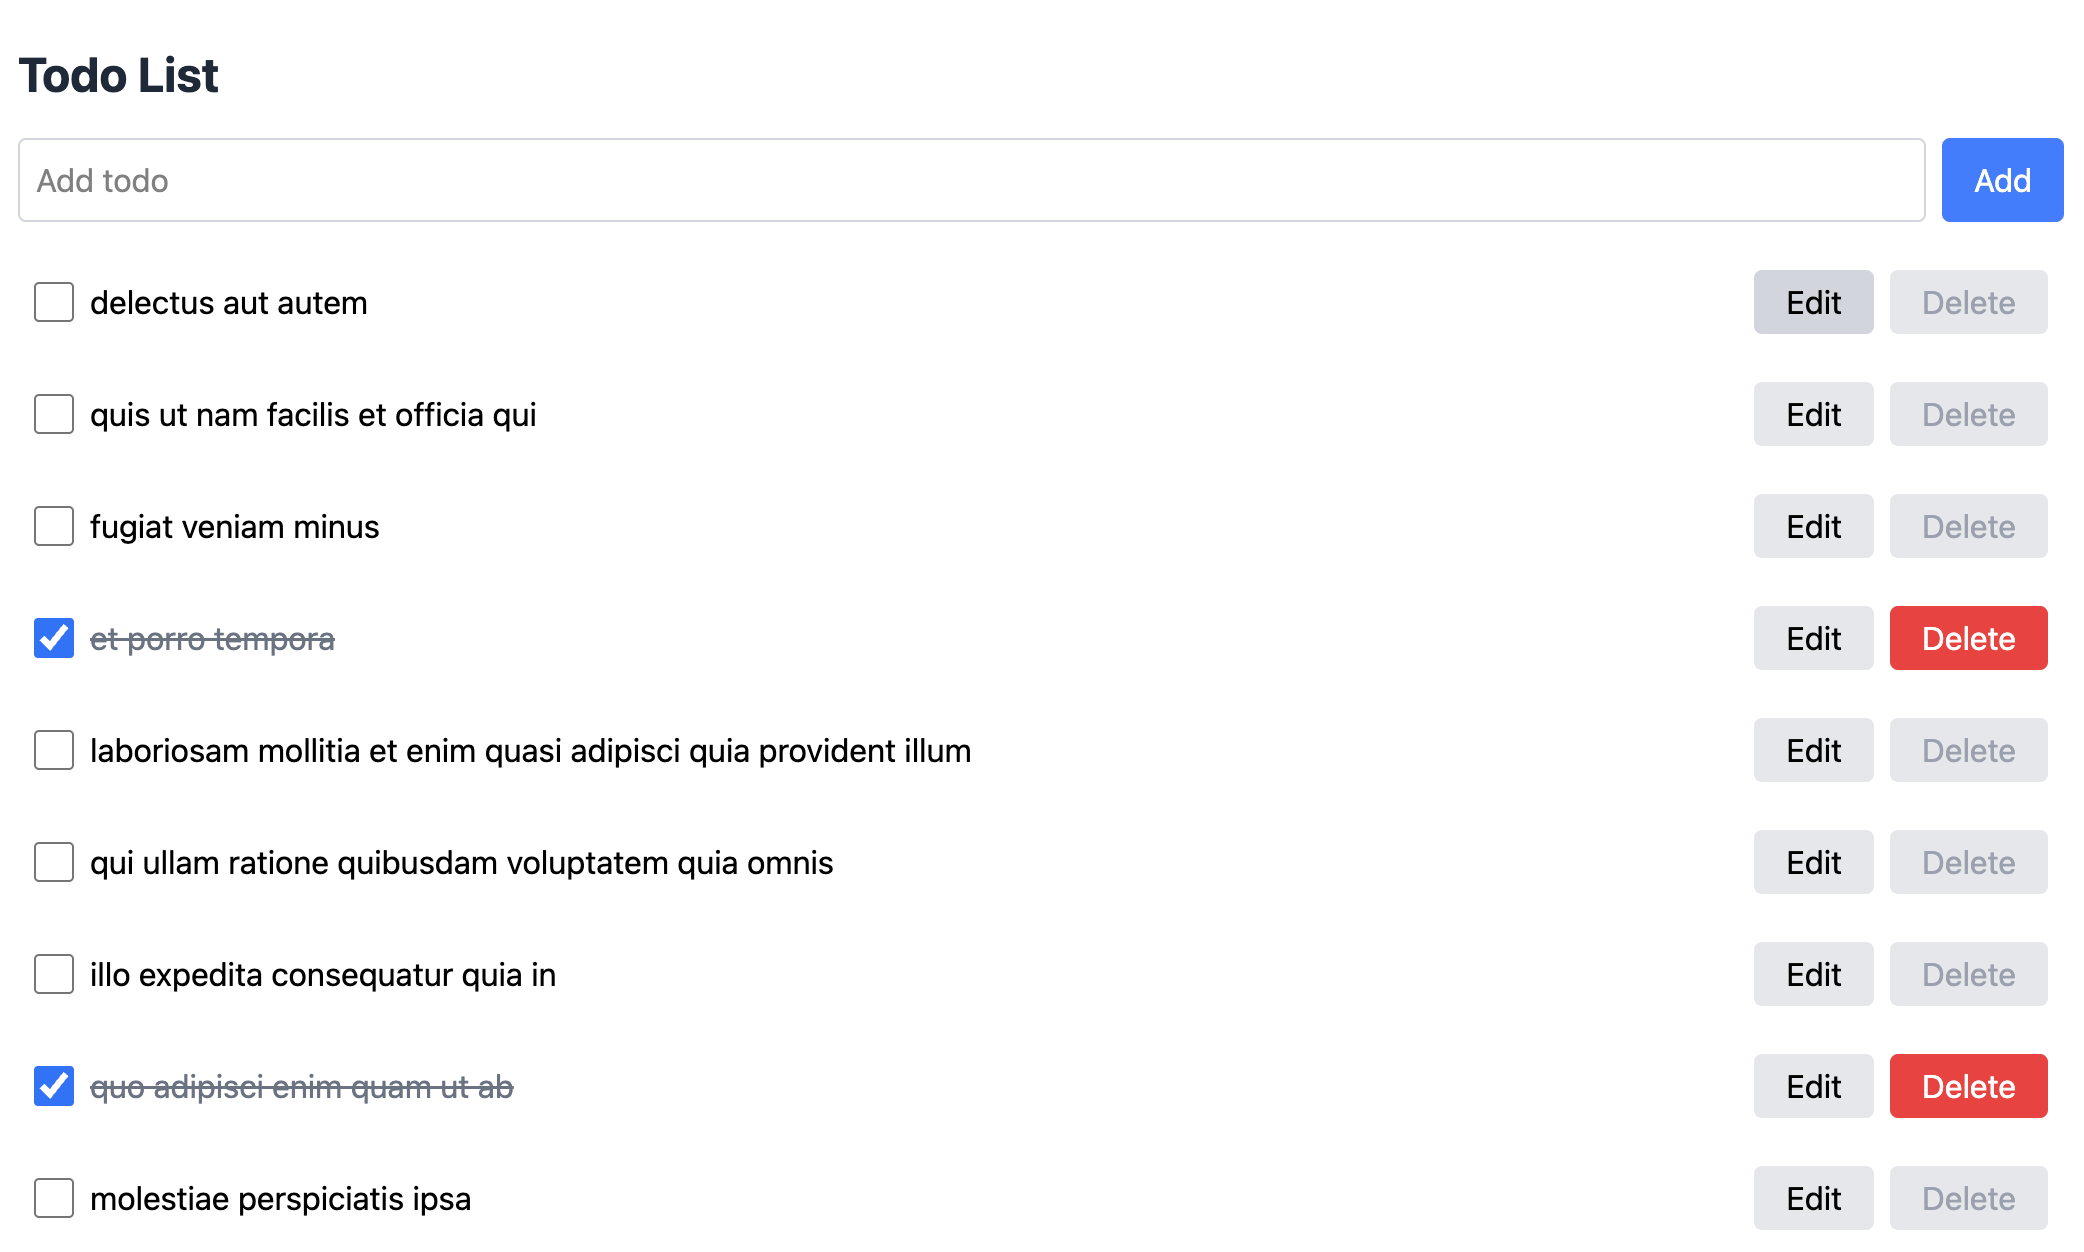 Todo List
Add todo Add
delectus aut autem Edit Delete
quis ut nam facilis et officia qui Edit Delete
fugiat veniam minus Edit Delete
et porro tempora Edit Delete
laboriosam mollitia et enim quasi adipisci quia provident illum Edit Delete
qui ullam ratione quibusdam voluptatem quia omnis Edit Delete
illo expedita consequatur quia in Edit Delete
quo adipisci enim quam ut ab Edit Delete
molestiae perspiciatis ipsa Edit Delete